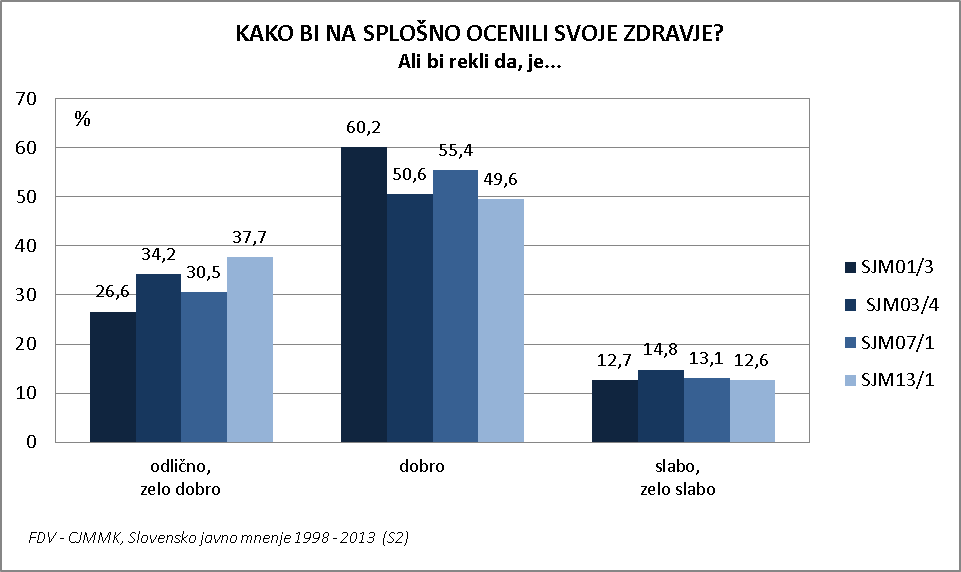 KAKO BI NA SPLOŠNO OCENILI SVOJE ZDRAVJE?
Ali bi rekli da, je...
%
70
60
50
40
30
20
10
0
26,6
34,2
30,5
37,7
60,2
50,6
55,4
49,6
12,7
14,8
13,1
12,6
odlično,
zelo dobro
dobro
slabo,
zelo slabo
SJM01/3
SJM03/4
SJM07/1
SJM13/1
FDV - CJMMK, Slovensko javno mnenje 1998 - 2013 (S2)